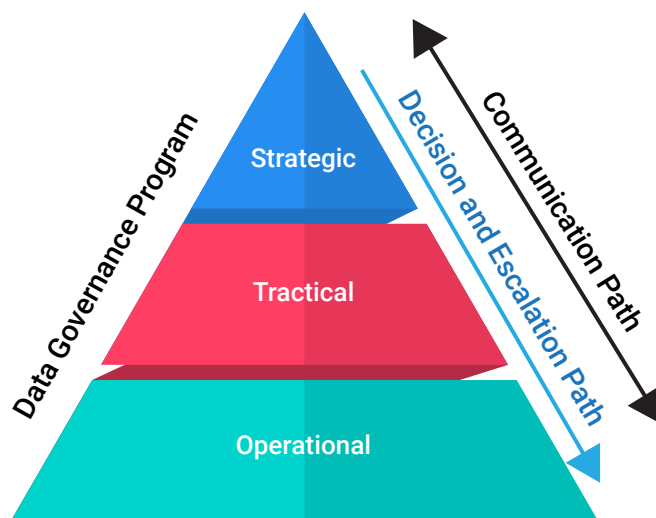 Data Governance Program
Strategic
Tractical
Operational
Decision and Escalation Path
Communication Path